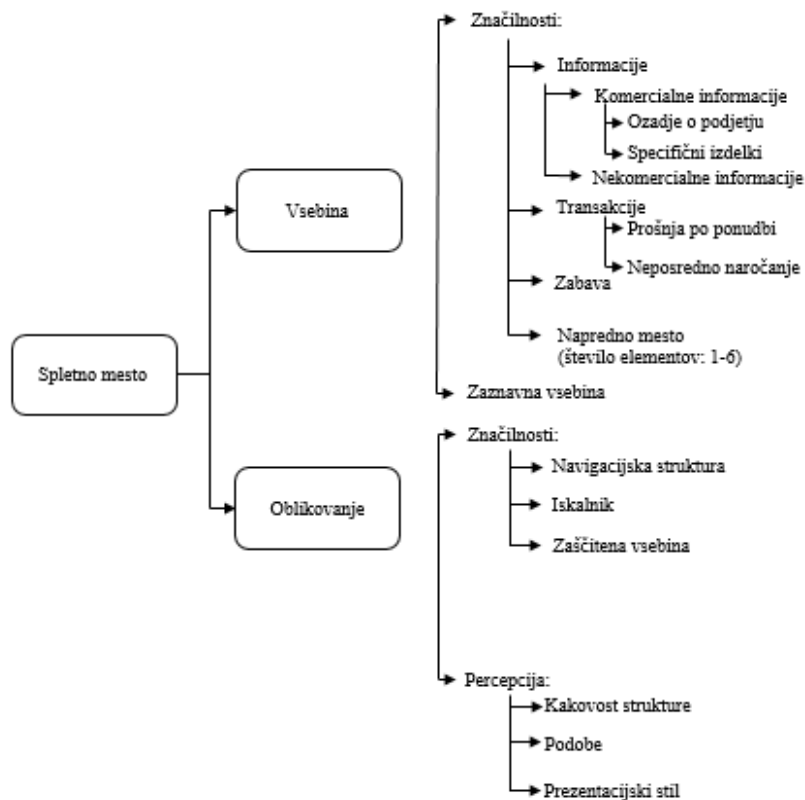 Značilnosti:
Informacije
Komercialne informacije
Ozadje o podjetju
Specifični izdelki
Nekomercialne informacije
Vsebina
Transakcije
Prošnja po ponudbi
Neposredno naročanje
Zabava
Napredno mesto
(število elementov: 1-6)
Spletno mesto
Zaznavna vsebina
Značilnosti:
Navigacijska struktura
Iskalnik
Oblikovanje
Zaščitena vsebina
Percepcija:
Kakovost strukture
Podobe
Prezentacijski stil